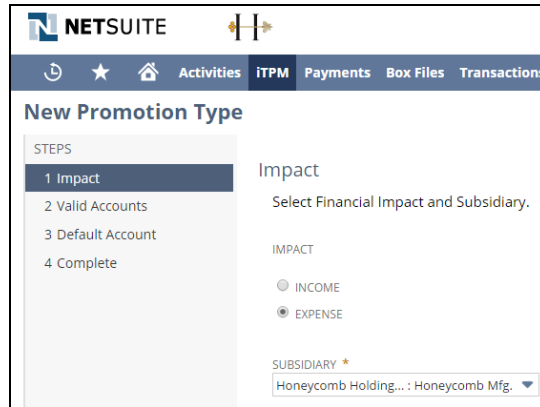 NETSUITE H
Activities iTPM Payments Box Files Transactions
New Promotion Type
STEPS
1 Impact
2 Valid Accounts
3 Default Account
4 Complete
Impact
Select Financial Impact and Subsidiary.
IMPACT
INCOME
EXPENSE
SUBSIDIARY *
Honeycomb Holding... : Honeycomb Mfg.